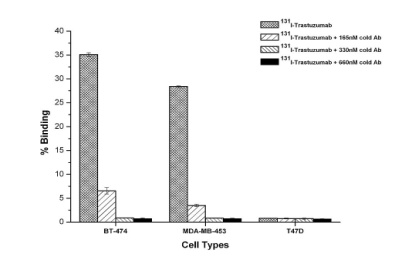 131I-Trastuzumab
131I-Trastuzumab + 165nM cold Ab
131I-Trastuzumab + 330nM cold Ab
131I-Trastuzumab + 660nM cold Ab
% Binding
40
35
30
25
20
15
10
5
0
BT-474 MDA-MB-453 T47D
Cell Types